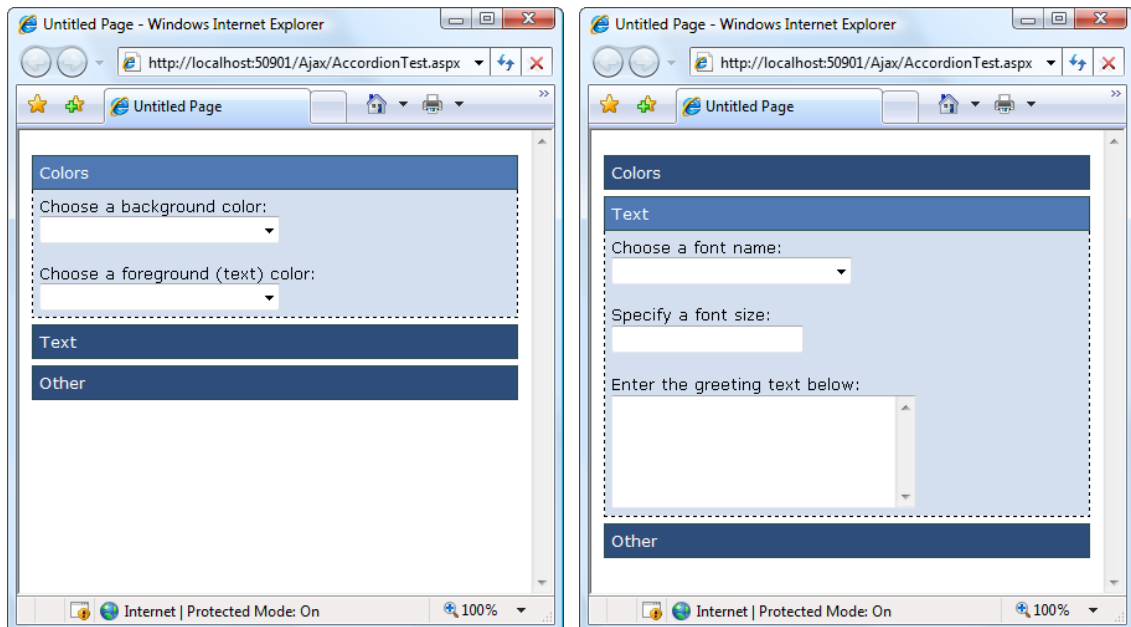 Untitled Page - Windows Internet Explorer
http://localhost:50901/Ajax/AccordionTest.aspx
Untitled Page
Colors
Choose a background color:
Choose a foreground (text) color:
Text
Other
Internet | Protected Mode: On
100%
Untitled Page - Windows Internet Explorer
http://localhost:50901/Ajax/AccordionTest.aspx
Untitled Page
Colors
Text
Choose a font name:
Specify a font size:
Enter the greeting text below:
Other
Internet | Protected Mode: On
100%